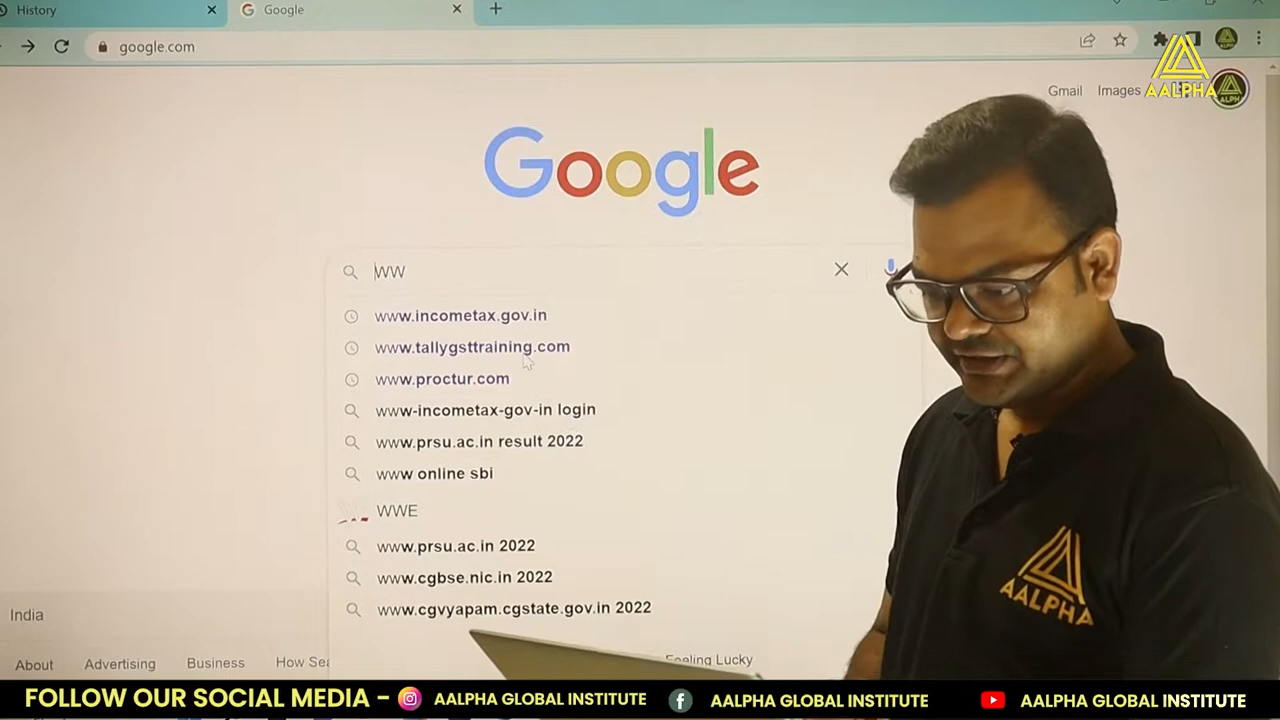 History
Google
google.com
Gmail
Images
AALPHA
ALPH
Google
WW
www.incometax.gov.in
www.tallygsttraining.com
www.proctur.com
www-incometax-gov-in login
www.prsu.ac.in result 2022
www online sbi
WWE
www.prsu.ac.in 2022
www.cgbse.nic.in 2022
www.cgvyapam.cgstate.gov.in 2022
AALPHA
India
About
Advertising
Business
How Sea
Feeling Lucky
FOLLOW OUR SOCIAL MEDIA -
AALPHA GLOBAL INSTITUTE
AALPHA GLOBAL INSTITUTE
AALPHA GLOBAL INSTITUTE